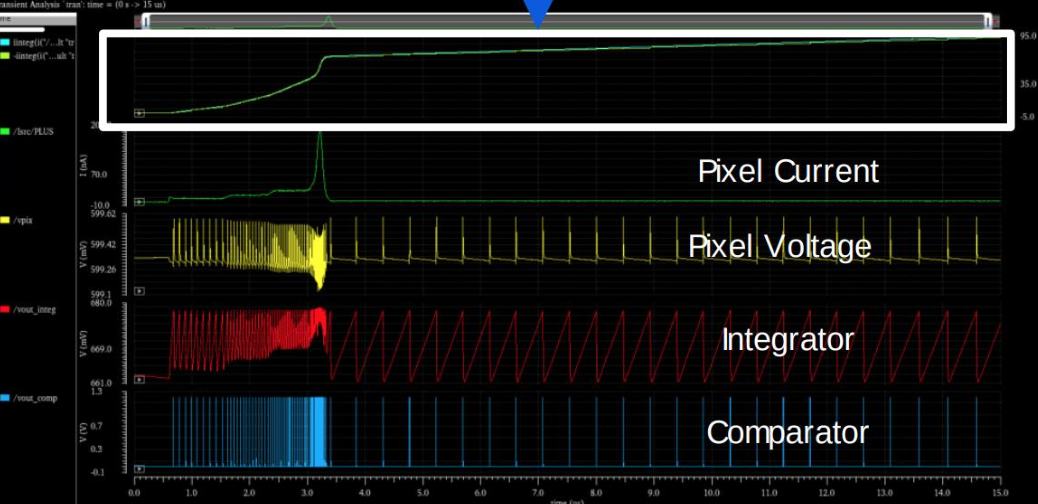 ransient Analysis `tran': time = (0 s -> 15 us)
me
95.0
35.0
-5.0
/Isrc/PLUS
I (nA)
70.0
-10.0
Pixel Current
/vpix
V (mV)
599.62
599.42
599.26
599.1
Pixel Voltage
/vout_integ
V (mV)
680.0
669.0
661.0
Integrator
/vout_comp
V (V)
1.3
0.7
0.3
-0.1
Comparator
0.0 1.0 2.0 3.0 4.0 5.0 6.0 7.0 8.0 9.0 10.0 11.0 12.0 13.0 14.0 15.0